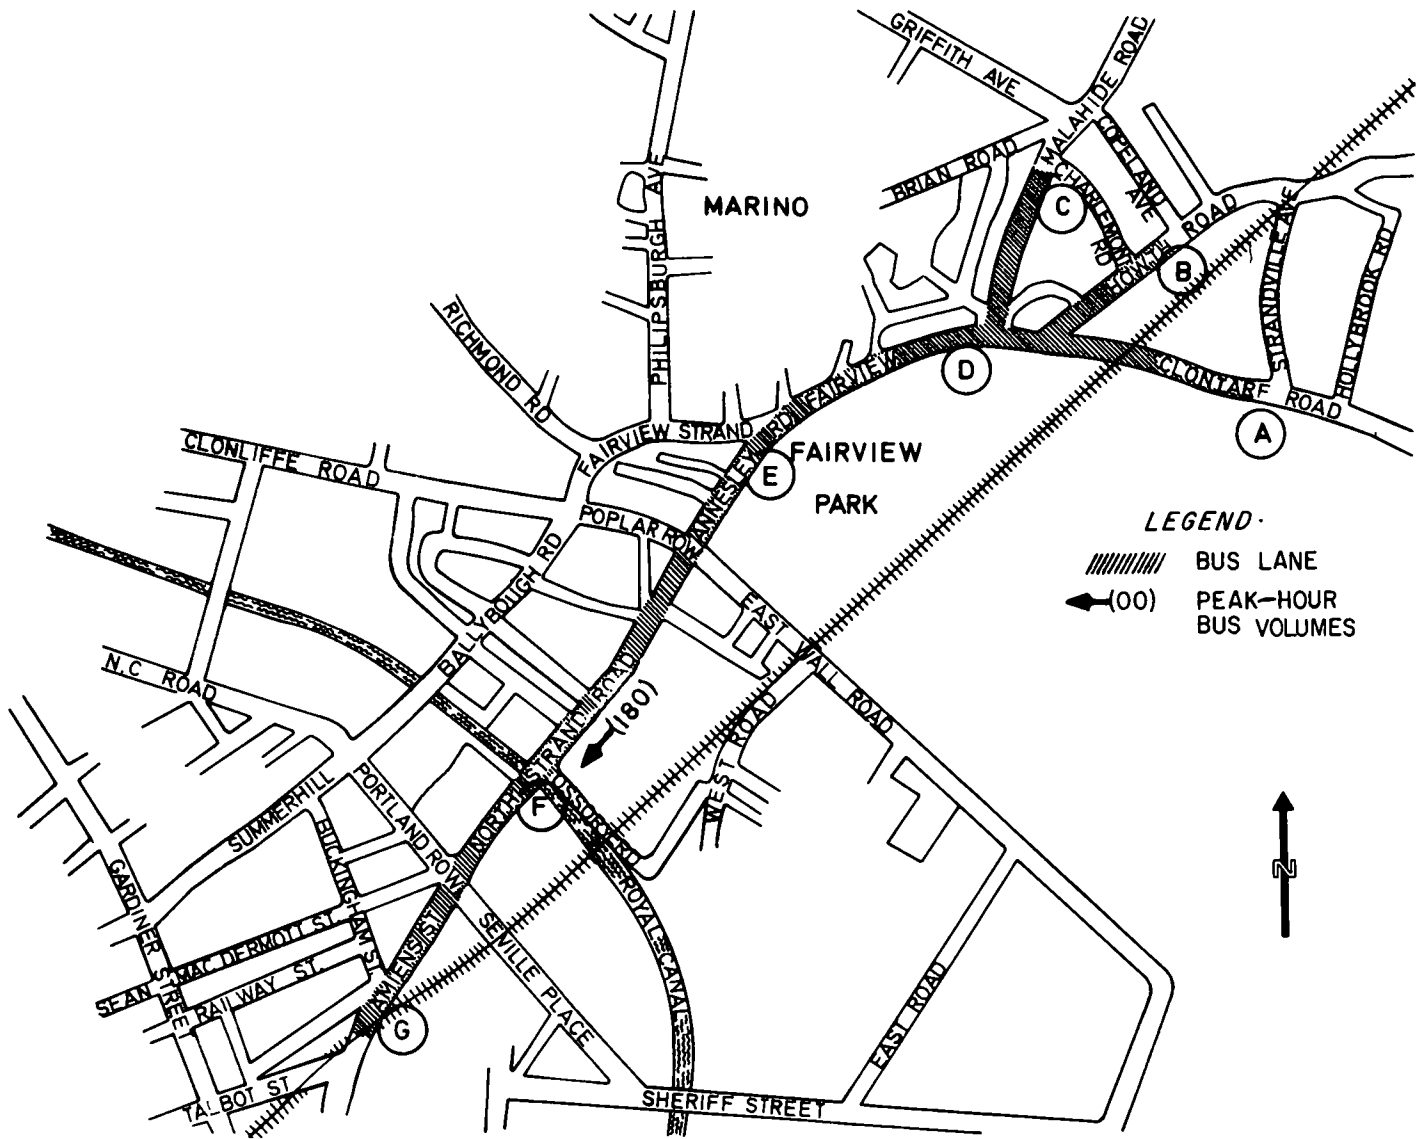 GRIFFITH AVE
MALAHIDE ROAD
COPELAND AVE
BRIAN ROAD
CHARLEMONT RD
C
MARINO
HOWTH ROAD
B
STRANDVILLE AVE
HOLLYBROOK RD
PHILIPSBURGH AVE
RICHMOND RD
FAIRVIEW
D
CLONTARF ROAD
A
FAIRVIEW STRAND
CLONLIFFE ROAD
ANNESLEY RD
E
FAIRVIEW
PARK
LEGEND.
BUS LANE
(00) PEAK-HOUR
BUS VOLUMES
POPLAR ROW
BALLYBOUGH RD
EAST WALL ROAD
N.C ROAD
(180)
NORTH STRAND ROAD
WEST ROAD
F
OSSORY RD
SUMMERHILL
PORTLAND ROW
BUCKINGHAM ST.
GARDINER STREET
ROYAL CANAL
N
SEAN MAC DERMOTT ST.
AMIENS ST.
SEVILLE PLACE
RAILWAY ST.
G
EAST ROAD
TALBOT ST
SHERIFF STREET